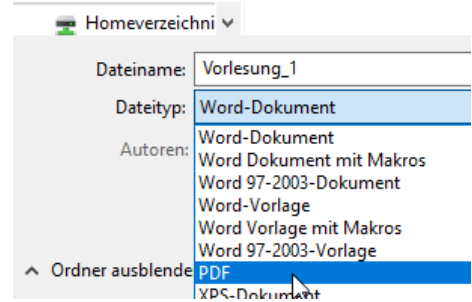 Homeverzeichni
Dateiname: Vorlesung_1
Dateityp: Word-Dokument
Autoren:
Word-Dokument
Word Dokument mit Makros
Word 97-2003-Dokument
Word-Vorlage
Word Vorlage mit Makros
Word 97-2003-Vorlage
Ordner ausblende PDF
XPS-Dokument